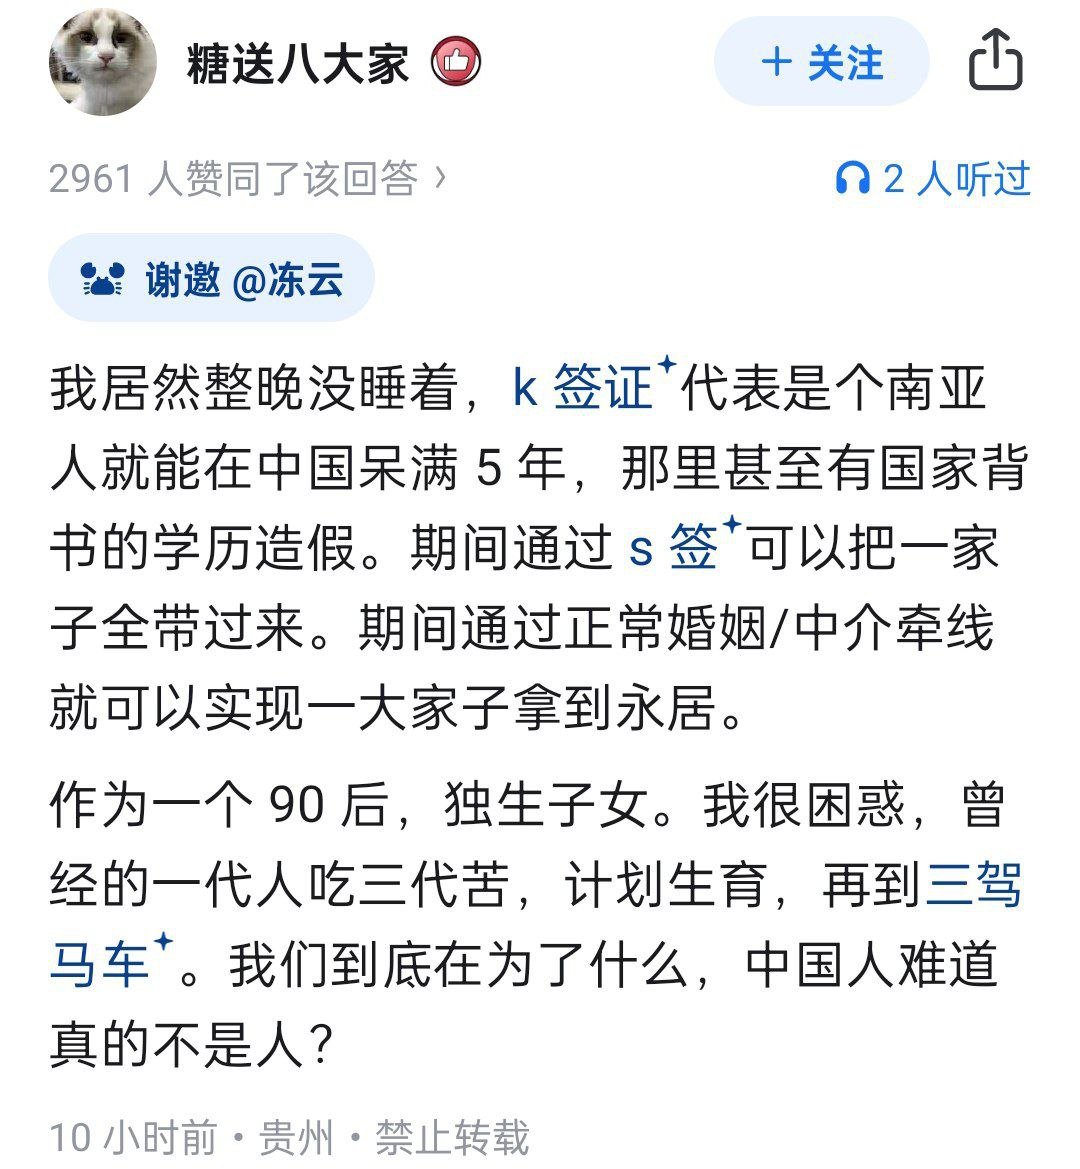 糖送八大家
+ 关注
2961 人赞同了该回答 ›
2 人听过
谢邀 @冻云
我居然整晚没睡着，k 签证代表是个南亚
人就能在中国呆满 5 年，那里甚至有国家背
书的学历造假。期间通过 s 签可以把一家
子全带过来。期间通过正常婚姻/中介牵线
就可以实现一大家子拿到永居。
作为一个 90 后，独生子女。我很困惑，曾
经的一代人吃三代苦，计划生育，再到三驾
马车。我们到底在为了什么，中国人难道
真的不是人？
10 小时前・贵州・禁止转载